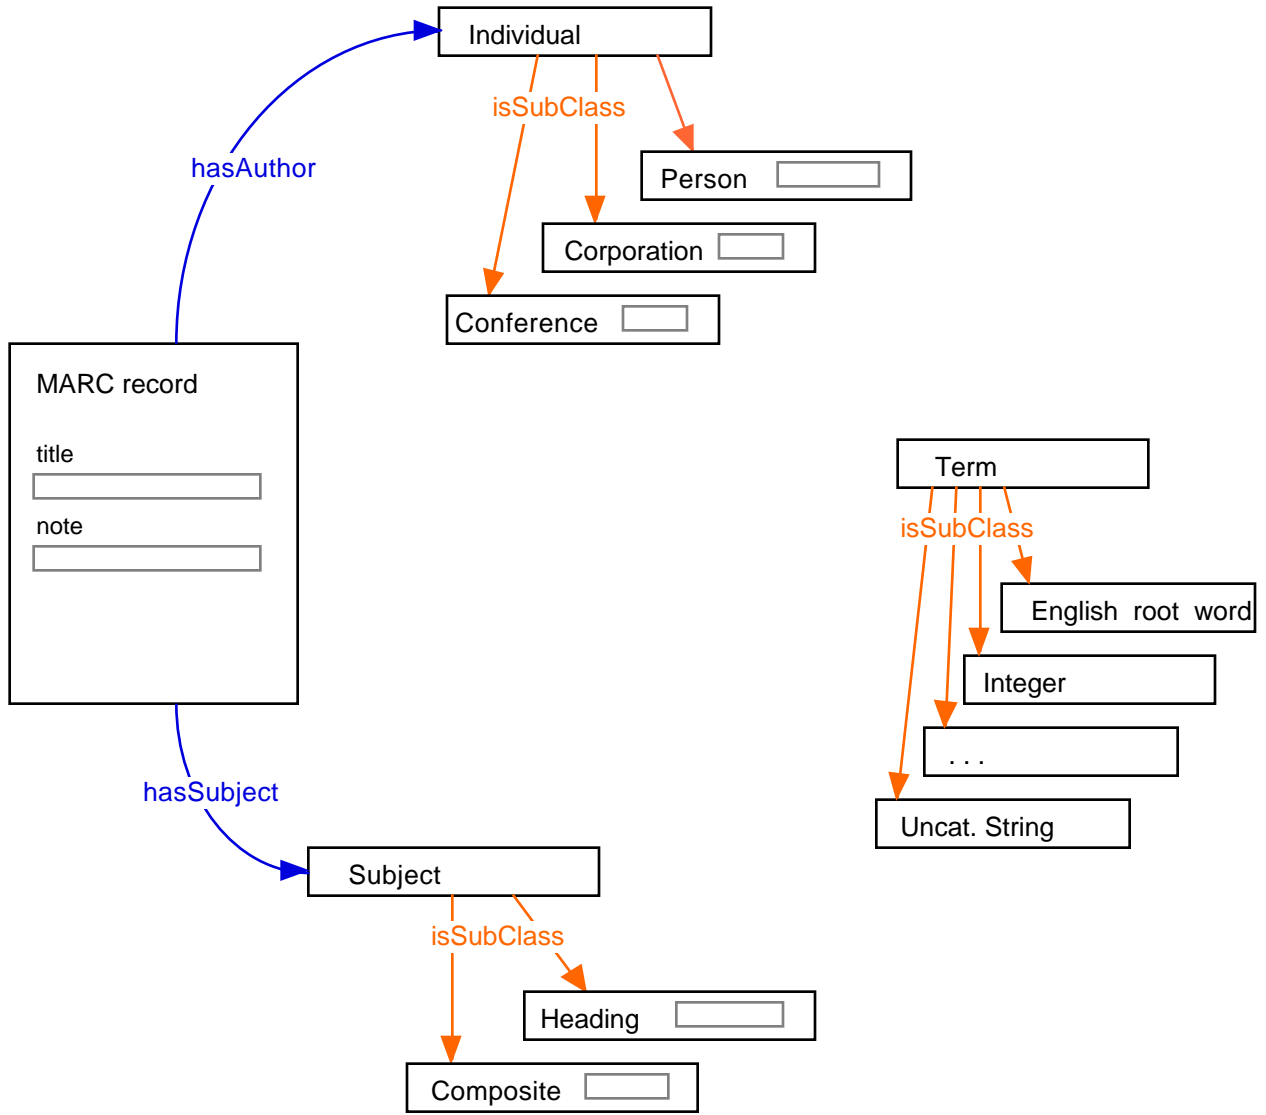 Individual
isSubClass
hasAuthor
Person
Corporation
Conference
MARC record
title
note
Term
isSubClass
English root word
Integer
. . .
Uncat. String
hasSubject
Subject
isSubClass
Heading
Composite